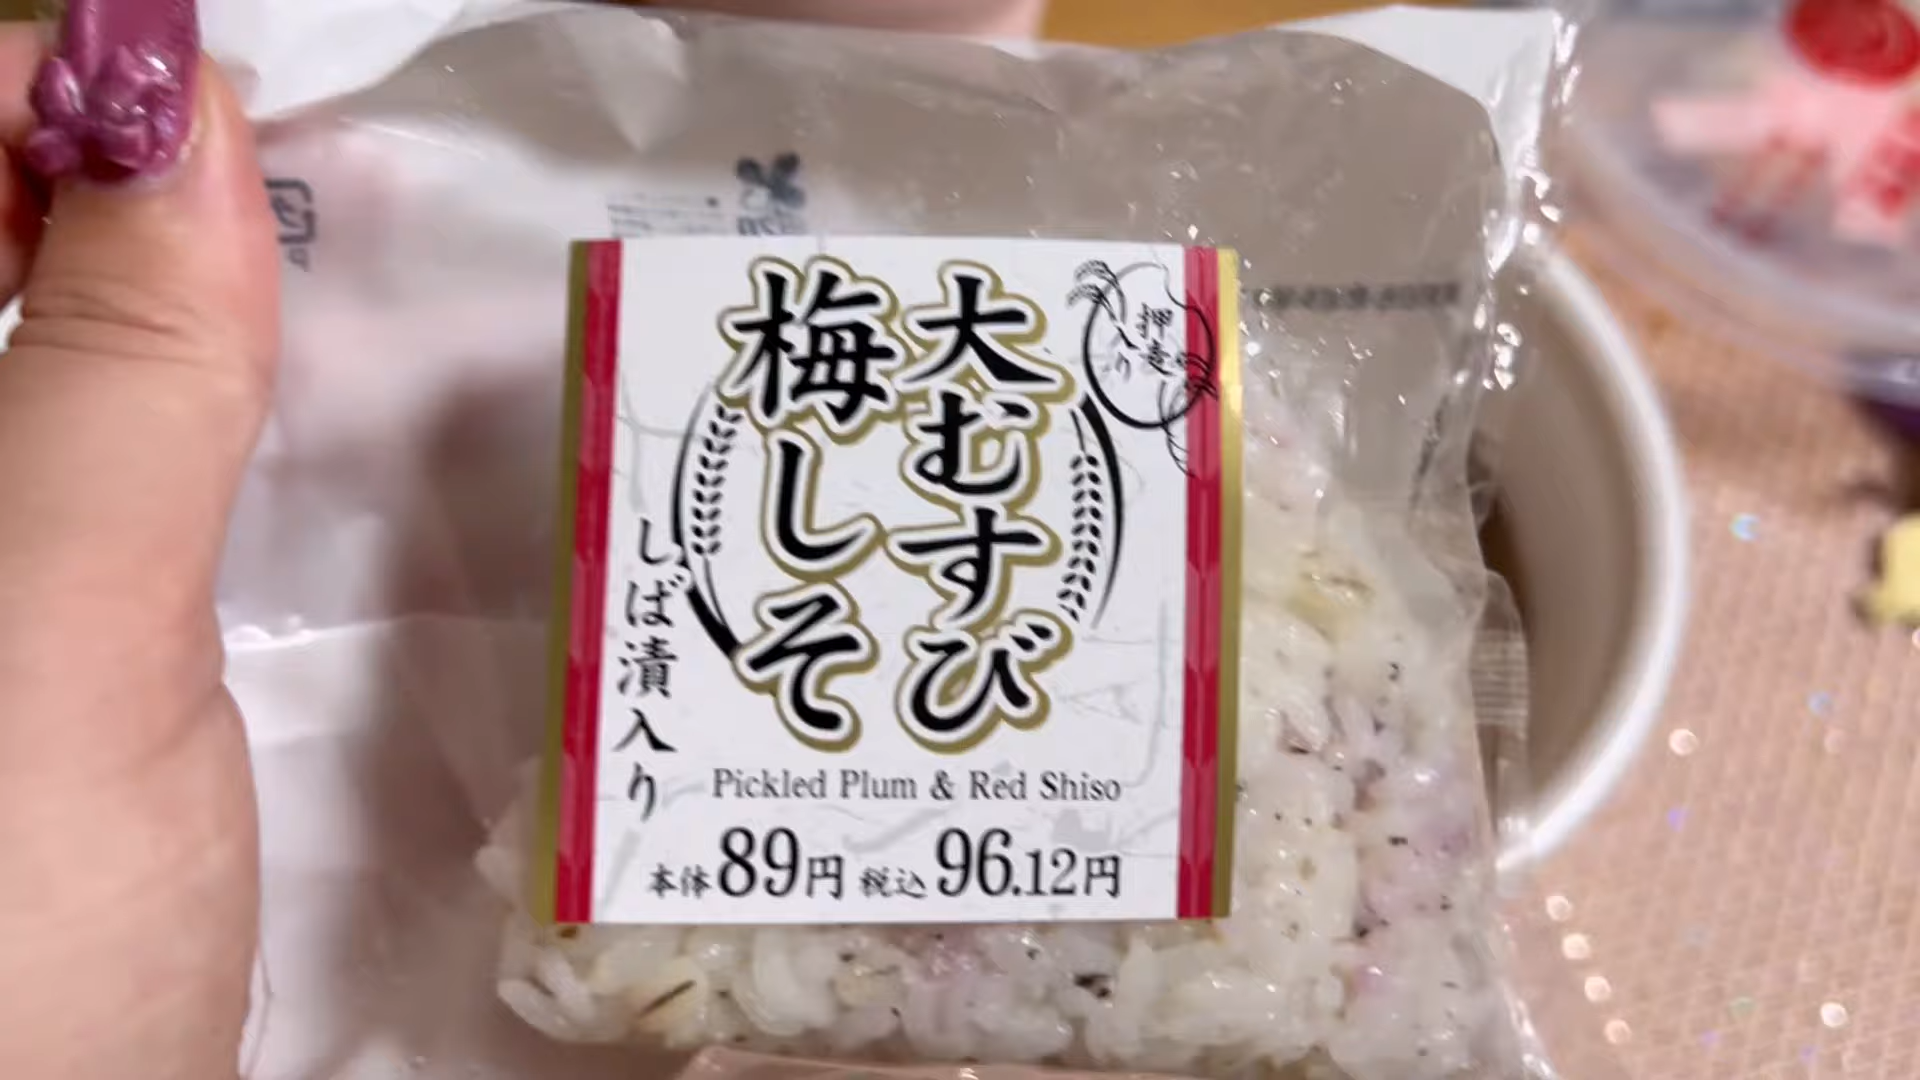 押麦
入り
大むすび
梅しそ
しば漬入り
Pickled Plum & Red Shiso
本体89円 税込96.12円